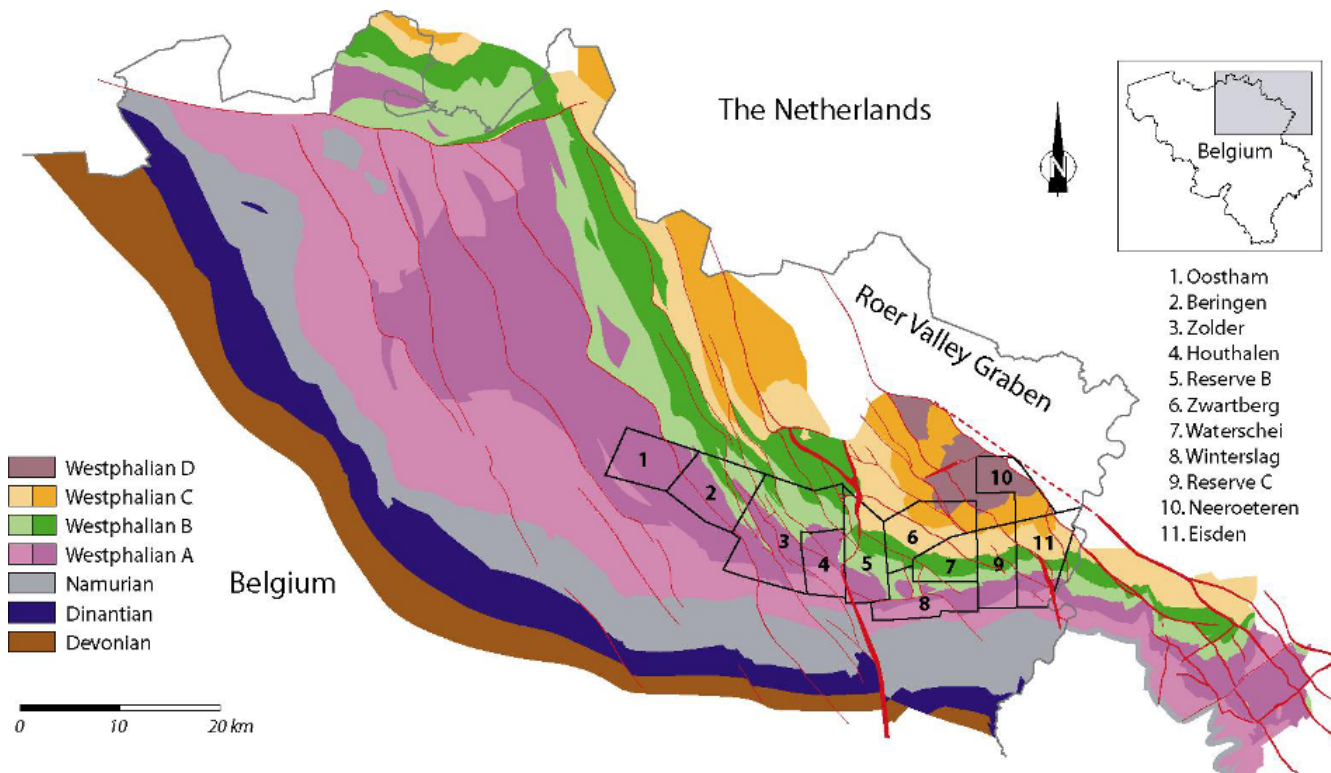 The Netherlands
N
Belgium
Roer Valley Graben
1. Oostham
2. Beringen
3. Zolder
4. Houthalen
5. Reserve B
6. Zwartberg
7. Waterschei
8. Winterslag
9. Reserve C
10. Neeroeteren
11. Eisden
1
2
3
4
5
6
7
8
9
10
11
Westphalian D
Westphalian C
Westphalian B
Westphalian A
Namurian
Dinantian
Devonian
Belgium
0 10 20 km